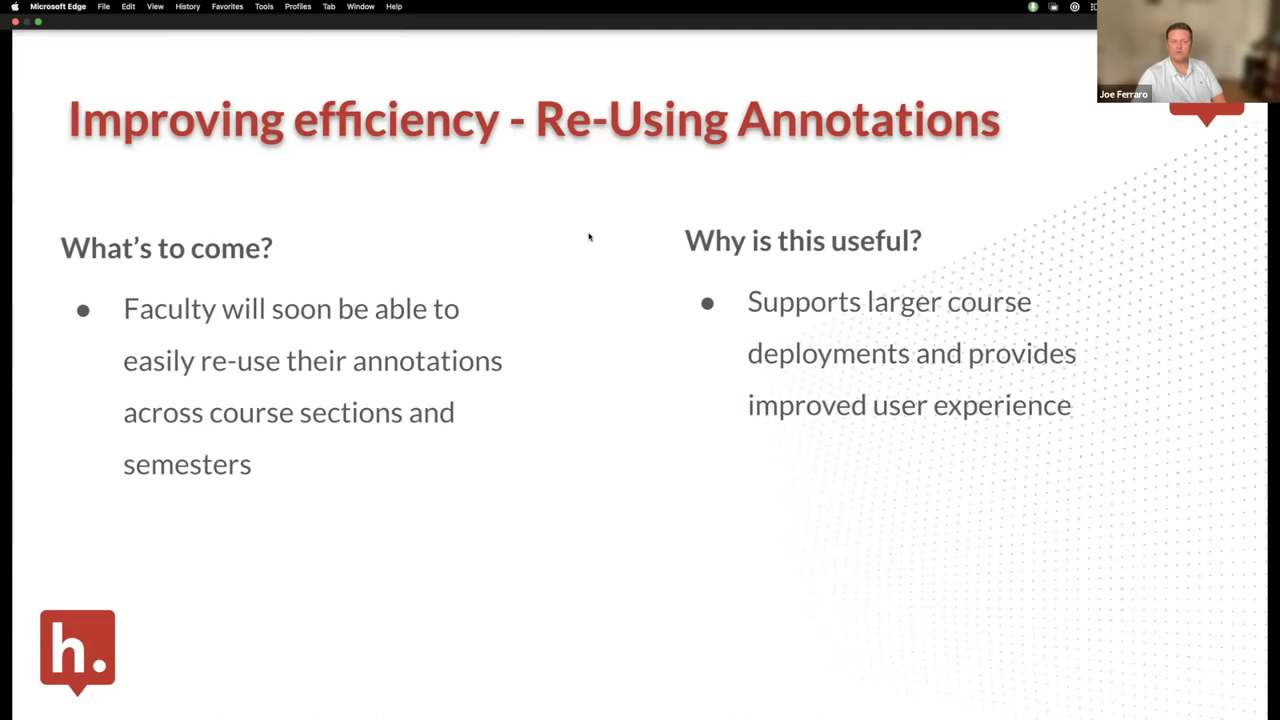 Microsoft Edge File Edit View History Favorites Tools Profiles Tab Window Help
Joe Ferraro
Improving efficiency - Re-Using Annotations
What’s to come?
● Faculty will soon be able to
easily re-use their annotations
across course sections and
semesters
Why is this useful?
● Supports larger course
deployments and provides
improved user experience
h.